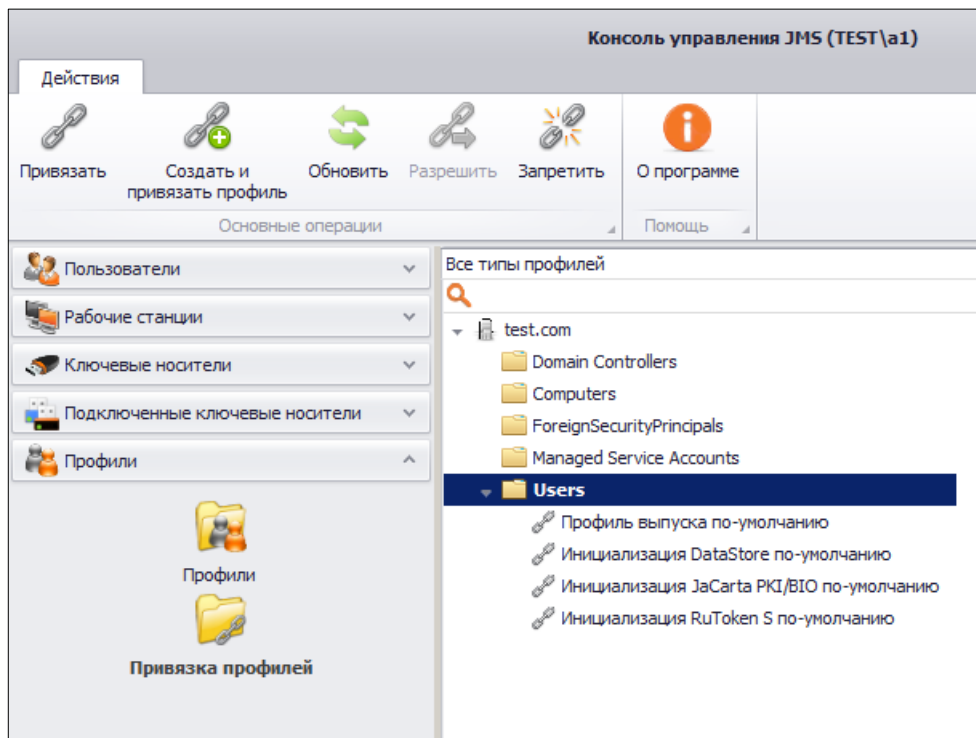 Консоль управления JMS (TEST\a1)
Действия
Привязать
Создать и
привязать профиль
Обновить
Разрешить
Запретить
О программе
Основные операции
Помощь
Пользователи
Рабочие станции
Ключевые носители
Подключенные ключевые носители
Профили
Профили
Привязка профилей
Все типы профилей
test.com
Domain Controllers
Computers
ForeignSecurityPrincipals
Managed Service Accounts
Users
Профиль выпуска по-умолчанию
Инициализация DataStore по-умолчанию
Инициализация JaCarta PKI/BIO по-умолчанию
Инициализация RuToken S по-умолчанию